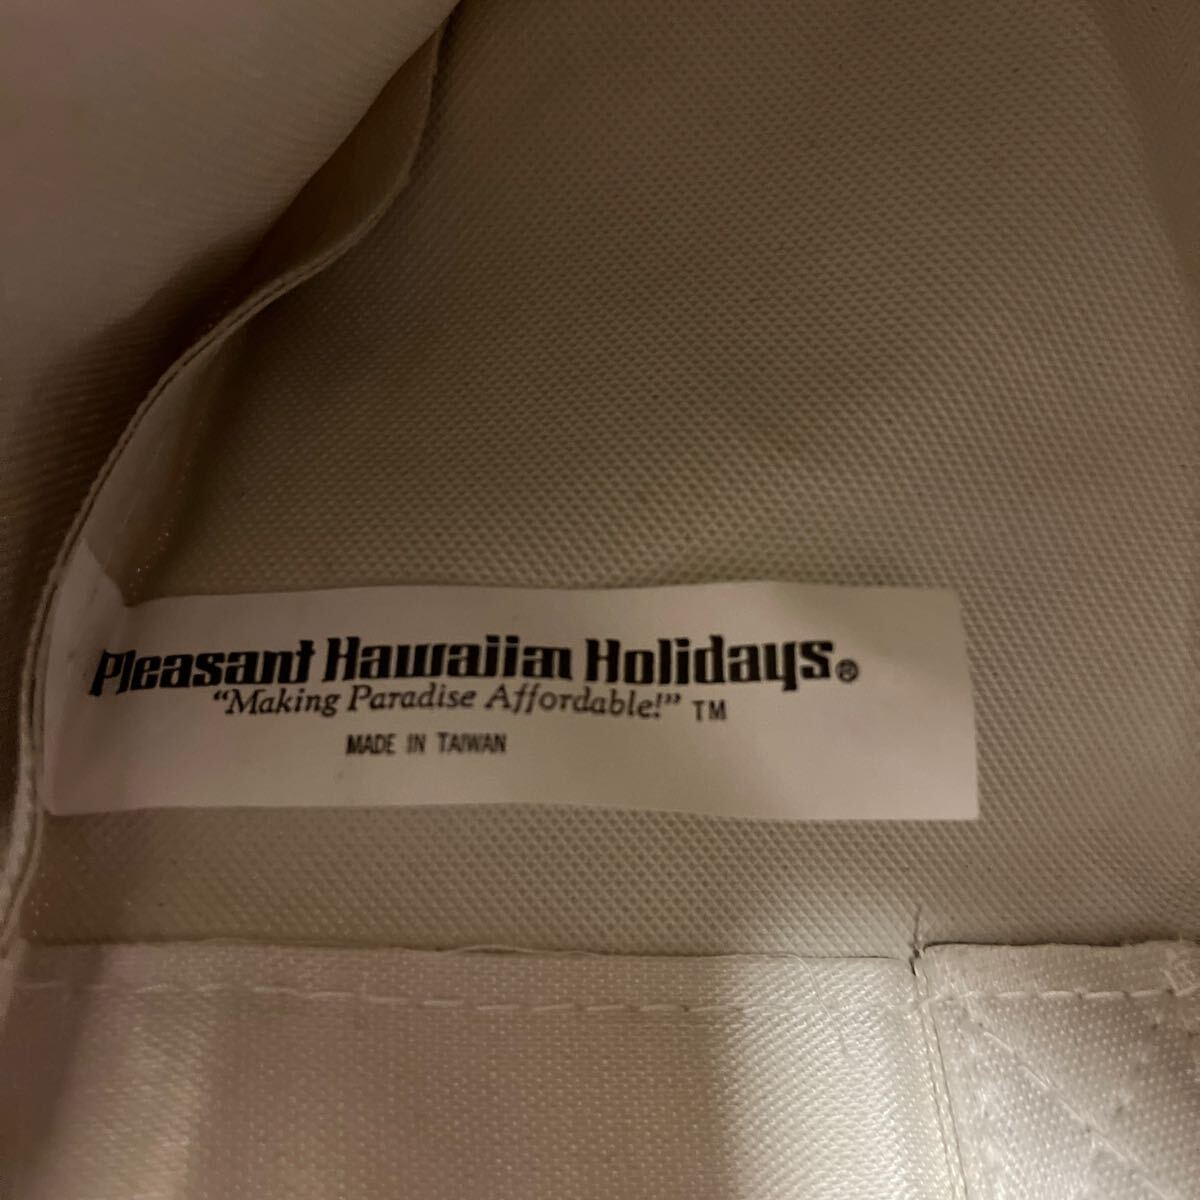 Pleasant Hawaiian Holidays®
“Making Paradise Affordable!” ™
MADE IN TAIWAN